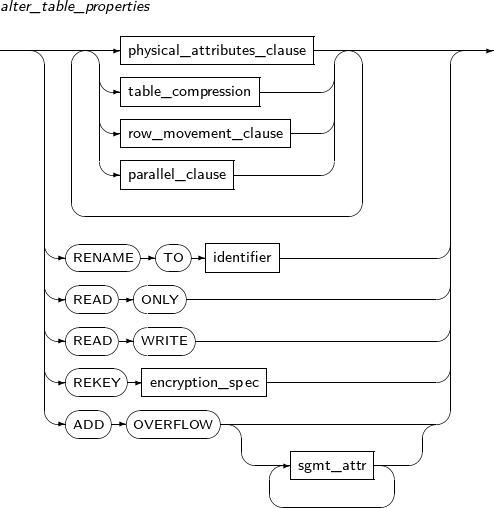 alter_table_properties
physical_attributes_clause
table_compression
row_movement_clause
parallel_clause
RENAME TO identifier
READ ONLY
READ WRITE
REKEY encryption_spec
ADD OVERFLOW
sgmt_attr